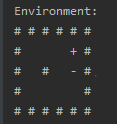 Environment:
# # # # # #
#       + #
#   #   - #
#         #
# # # # # #